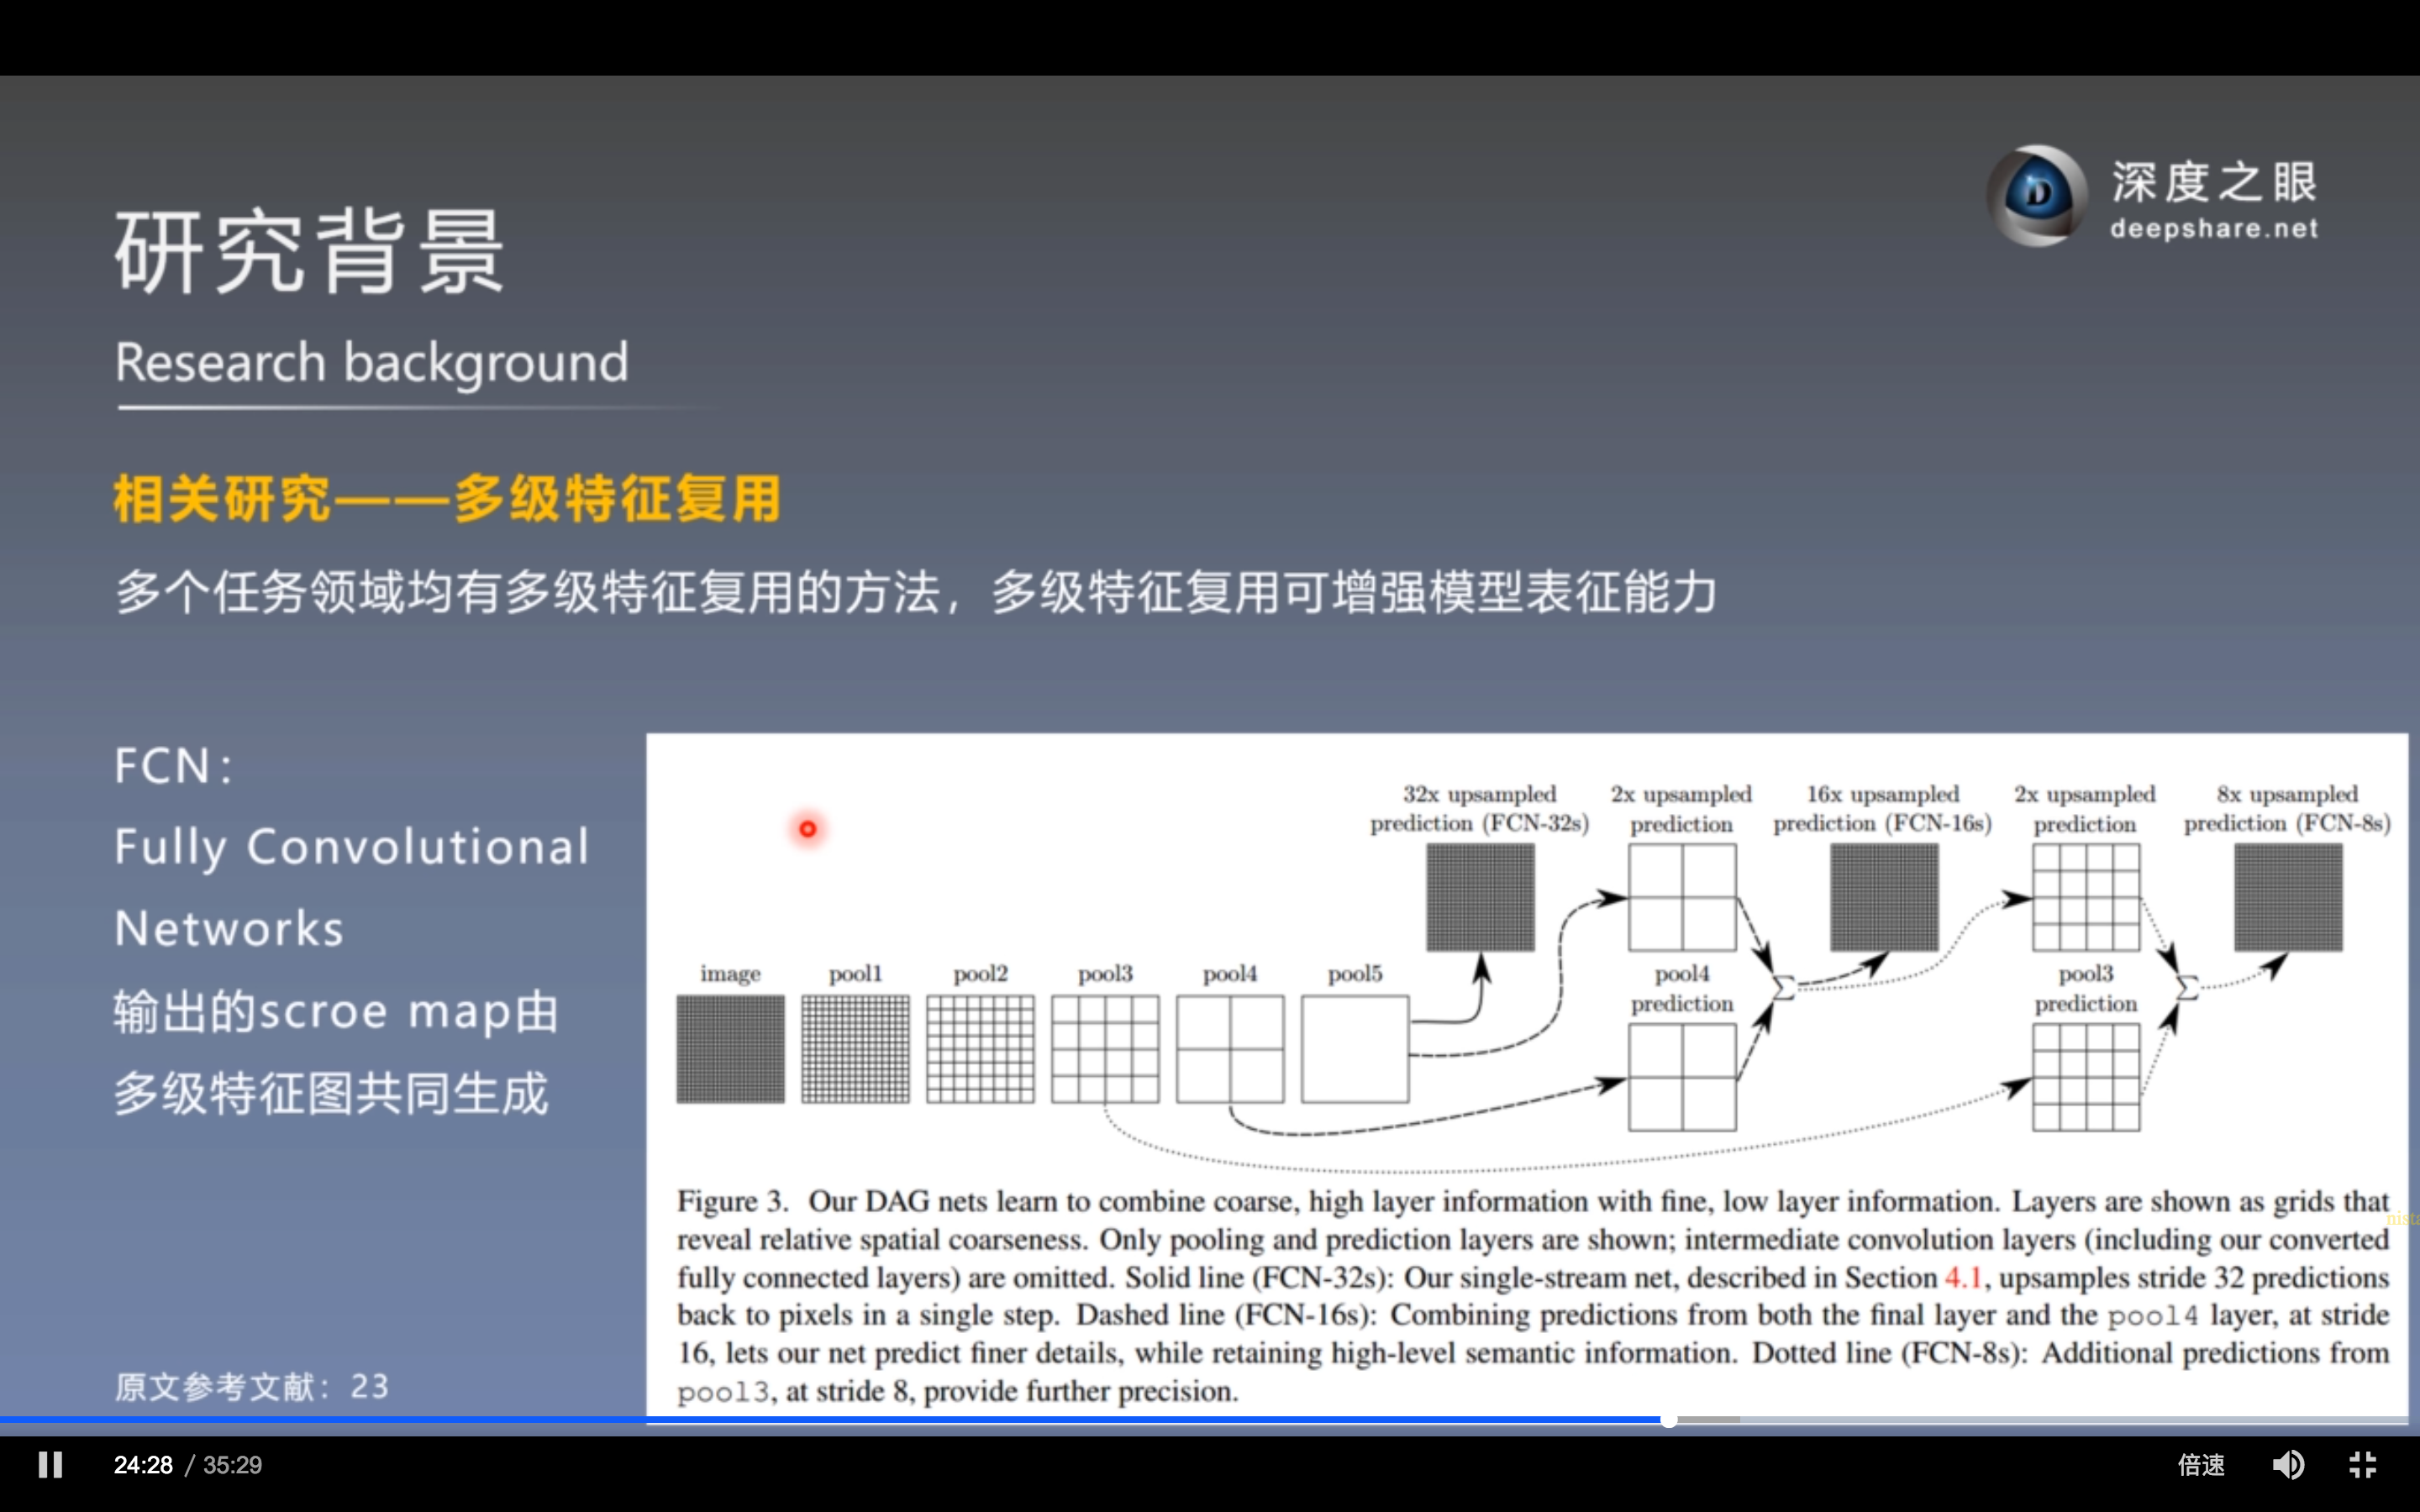 深度之眼
deepshare.net
研究背景
Research background
相关研究——多级特征复用
多个任务领域均有多级特征复用的方法，多级特征复用可增强模型表征能力
FCN：
Fully Convolutional
Networks
输出的scroe map由
多级特征图共同生成
原文参考文献：23
32x upsampled
prediction (FCN-32s)
2x upsampled
prediction
16x upsampled
prediction (FCN-16s)
2x upsampled
prediction
8x upsampled
prediction (FCN-8s)
image
pool1
pool2
pool3
pool4
pool5
pool4
prediction
Σ
pool3
prediction
Σ
Figure 3. Our DAG nets learn to combine coarse, high layer information with fine, low layer information. Layers are shown as grids that
reveal relative spatial coarseness. Only pooling and prediction layers are shown; intermediate convolution layers (including our converted
fully connected layers) are omitted. Solid line (FCN-32s): Our single-stream net, described in Section 4.1, upsamples stride 32 predictions
back to pixels in a single step. Dashed line (FCN-16s): Combining predictions from both the final layer and the pool4 layer, at stride
16, lets our net predict finer details, while retaining high-level semantic information. Dotted line (FCN-8s): Additional predictions from
pool3, at stride 8, provide further precision.
24:28 / 35:29
倍速